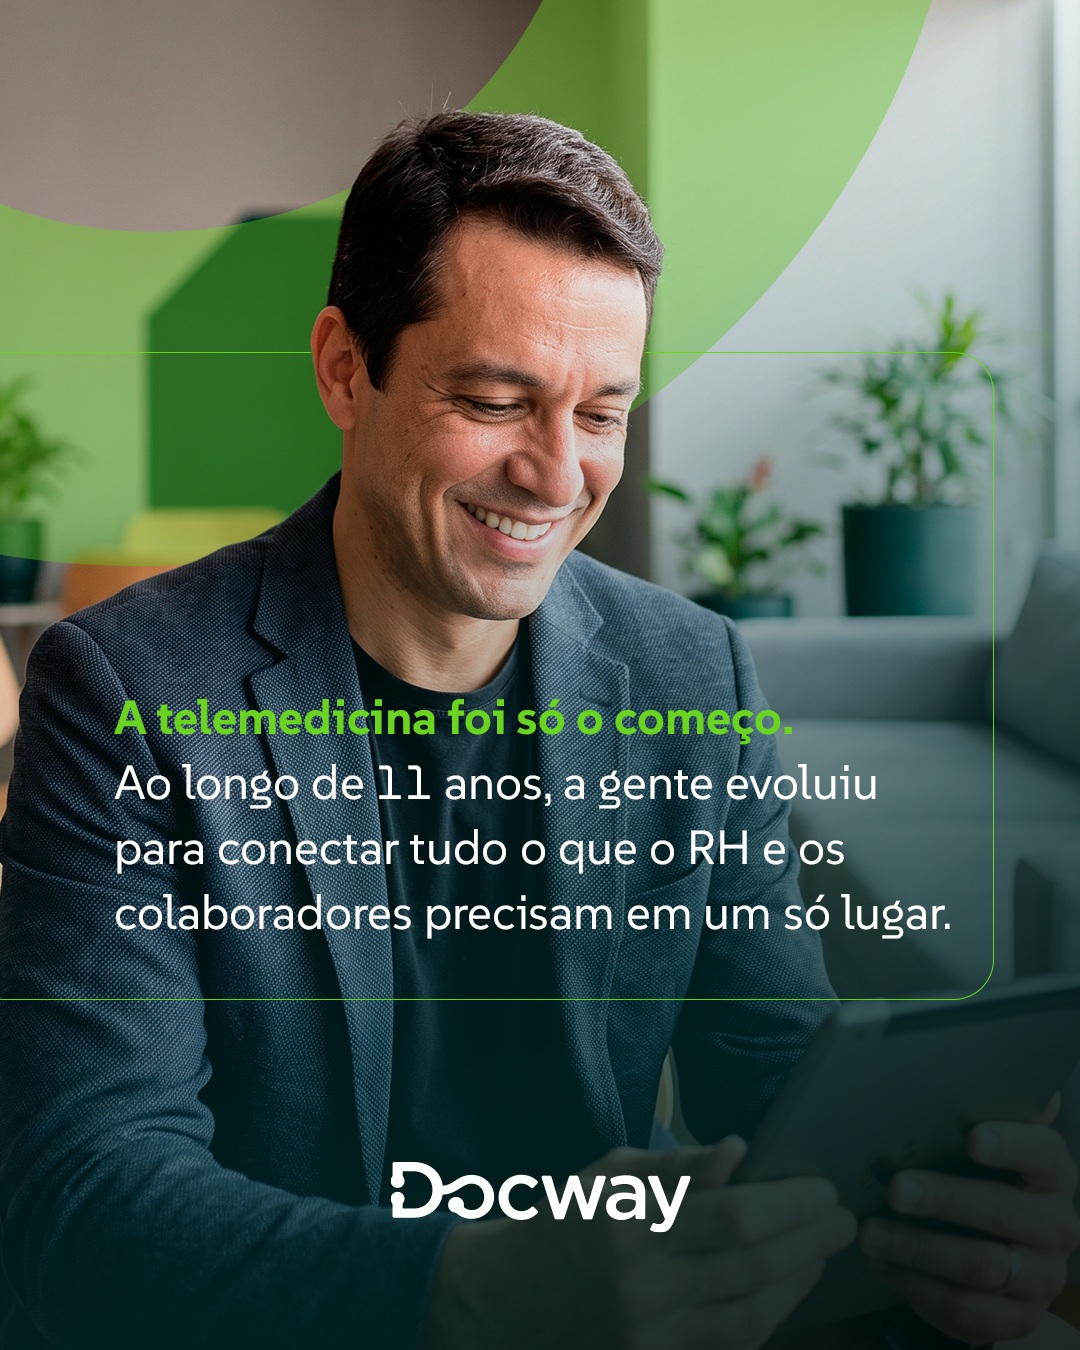 A telemedicina foi só o começo.
Ao longo de 11 anos, a gente evoluiu
para conectar tudo o que o RH e os
colaboradores precisam em um só lugar.
Docway